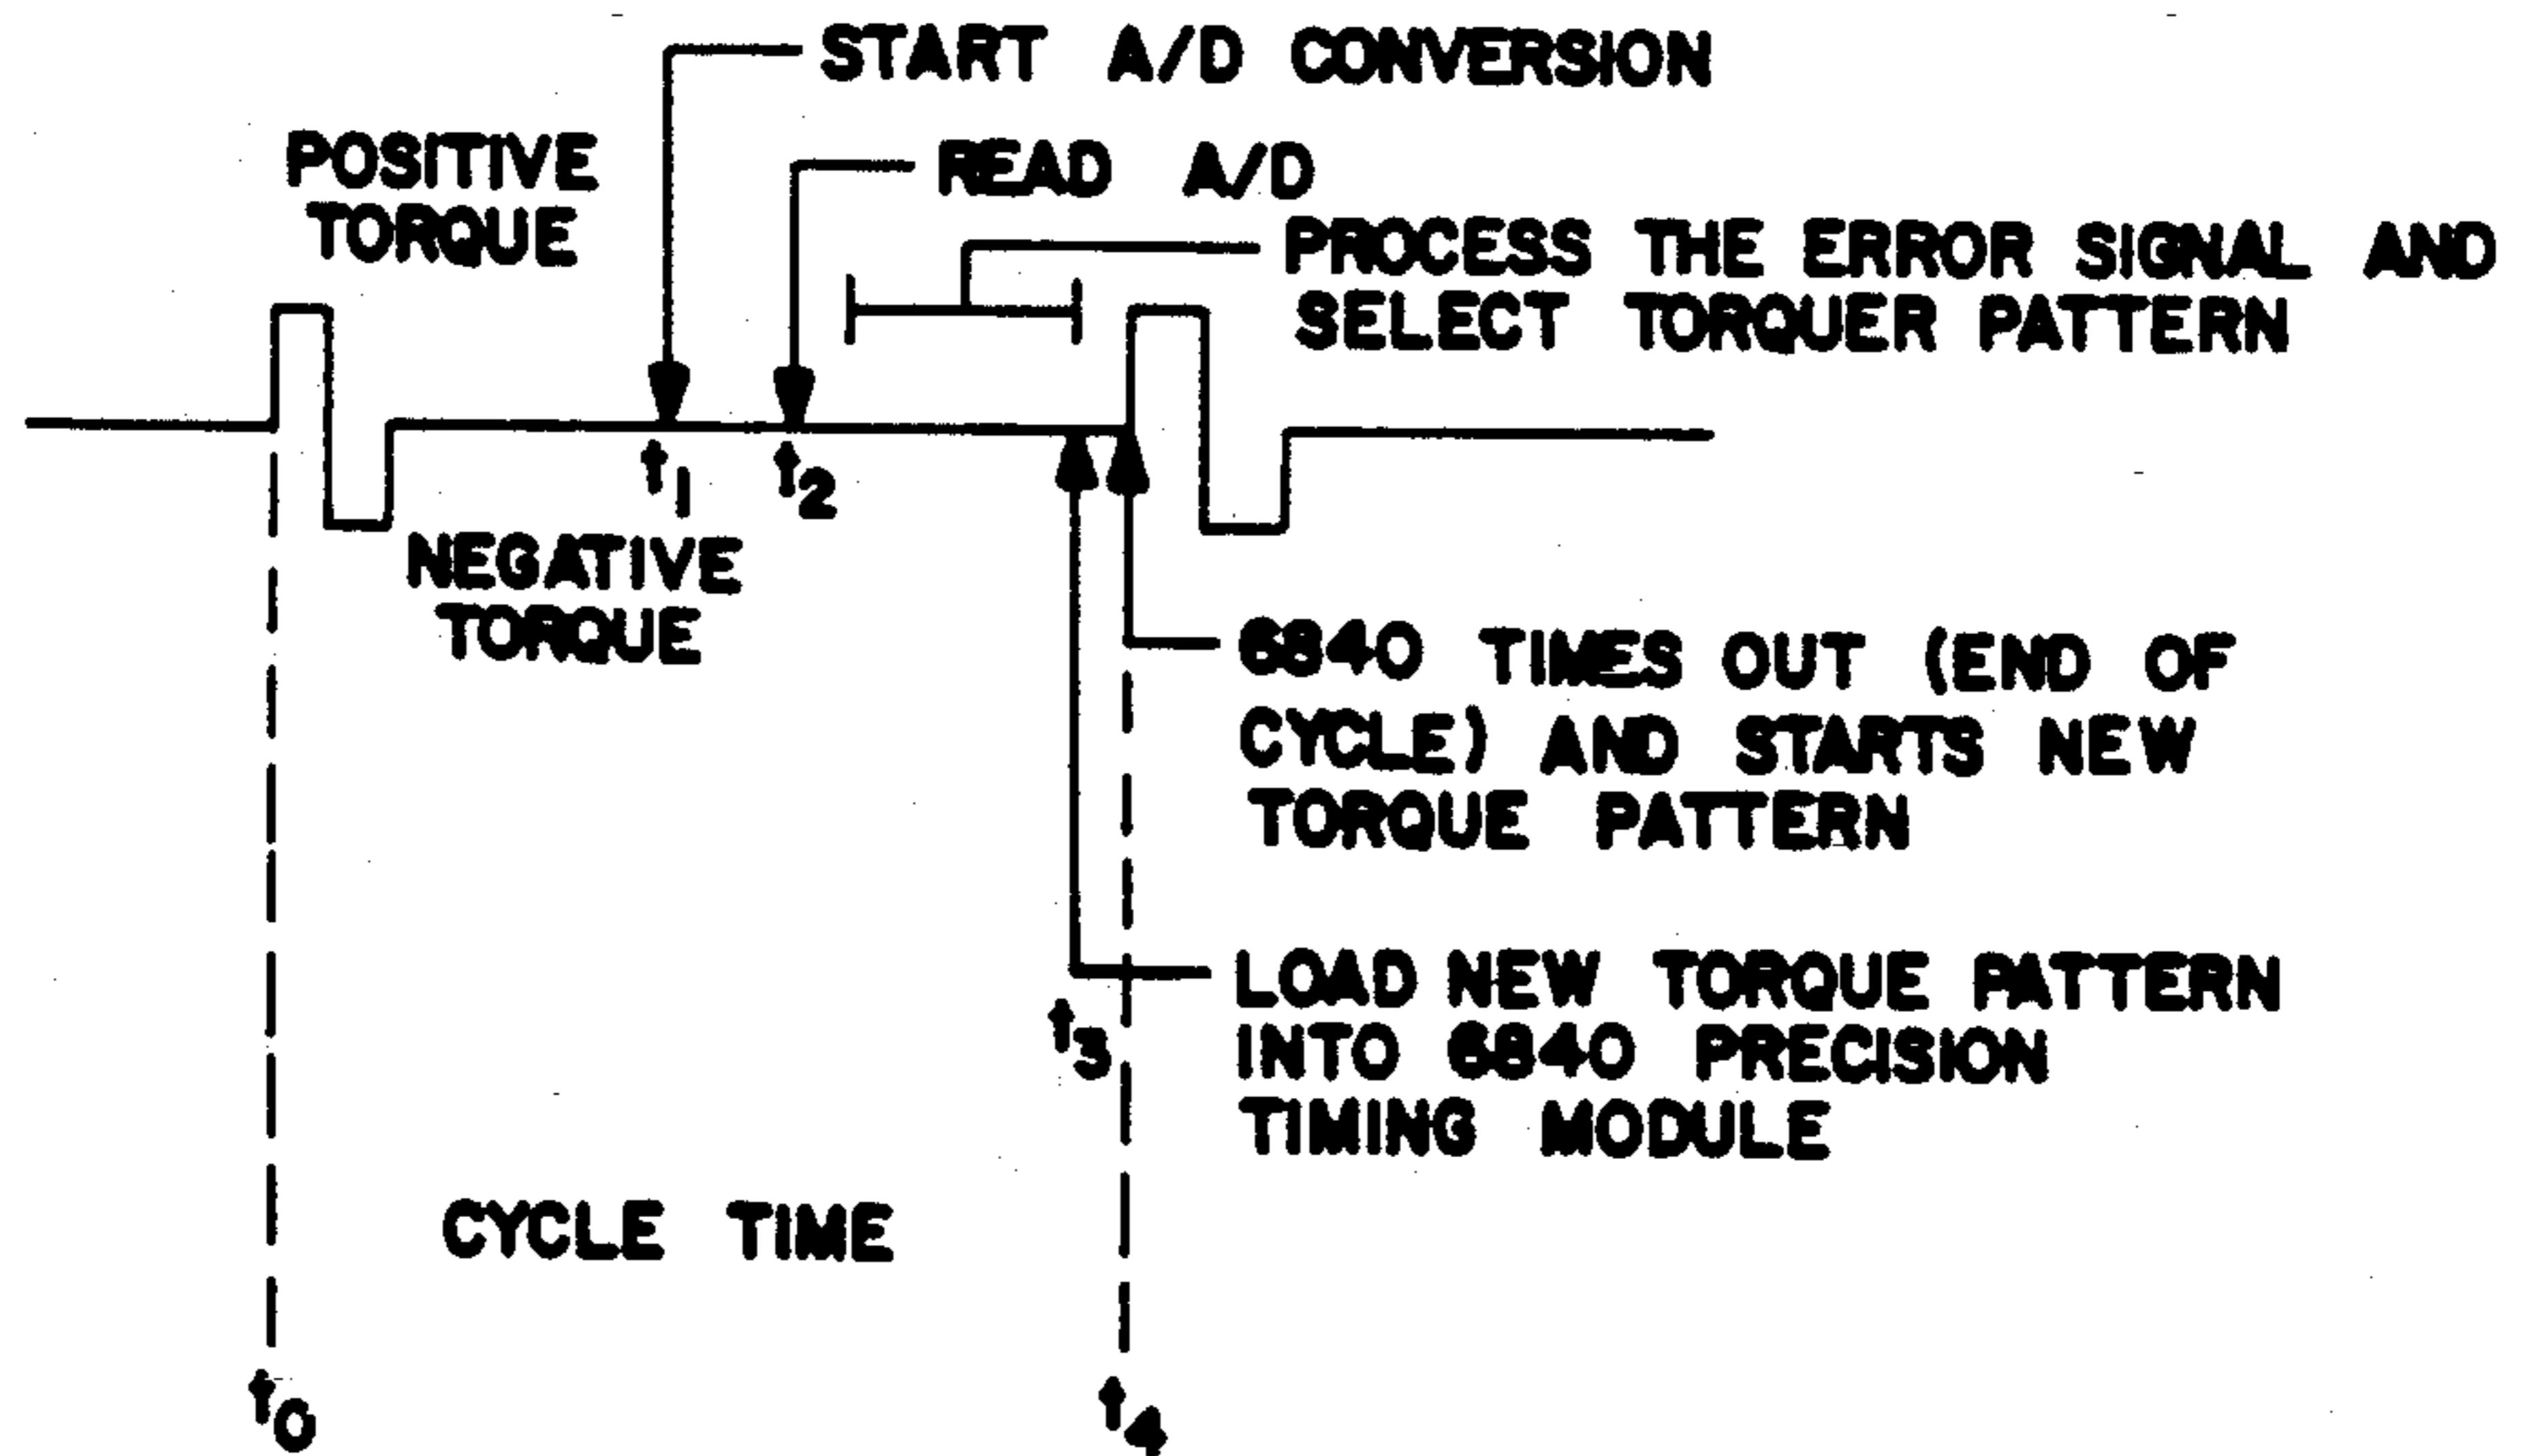 START A/D CONVERSION
POSITIVE
TORQUE
READ A/D
PROCESS THE ERROR SIGNAL AND
SELECT TORQUER PATTERN
t1
t2
NEGATIVE
TORQUE
6840 TIMES OUT (END OF
CYCLE) AND STARTS NEW
TORQUE PATTERN
LOAD NEW TORQUE PATTERN
INTO 6840 PRECISION
TIMING MODULE
t3
CYCLE TIME
t0
t4